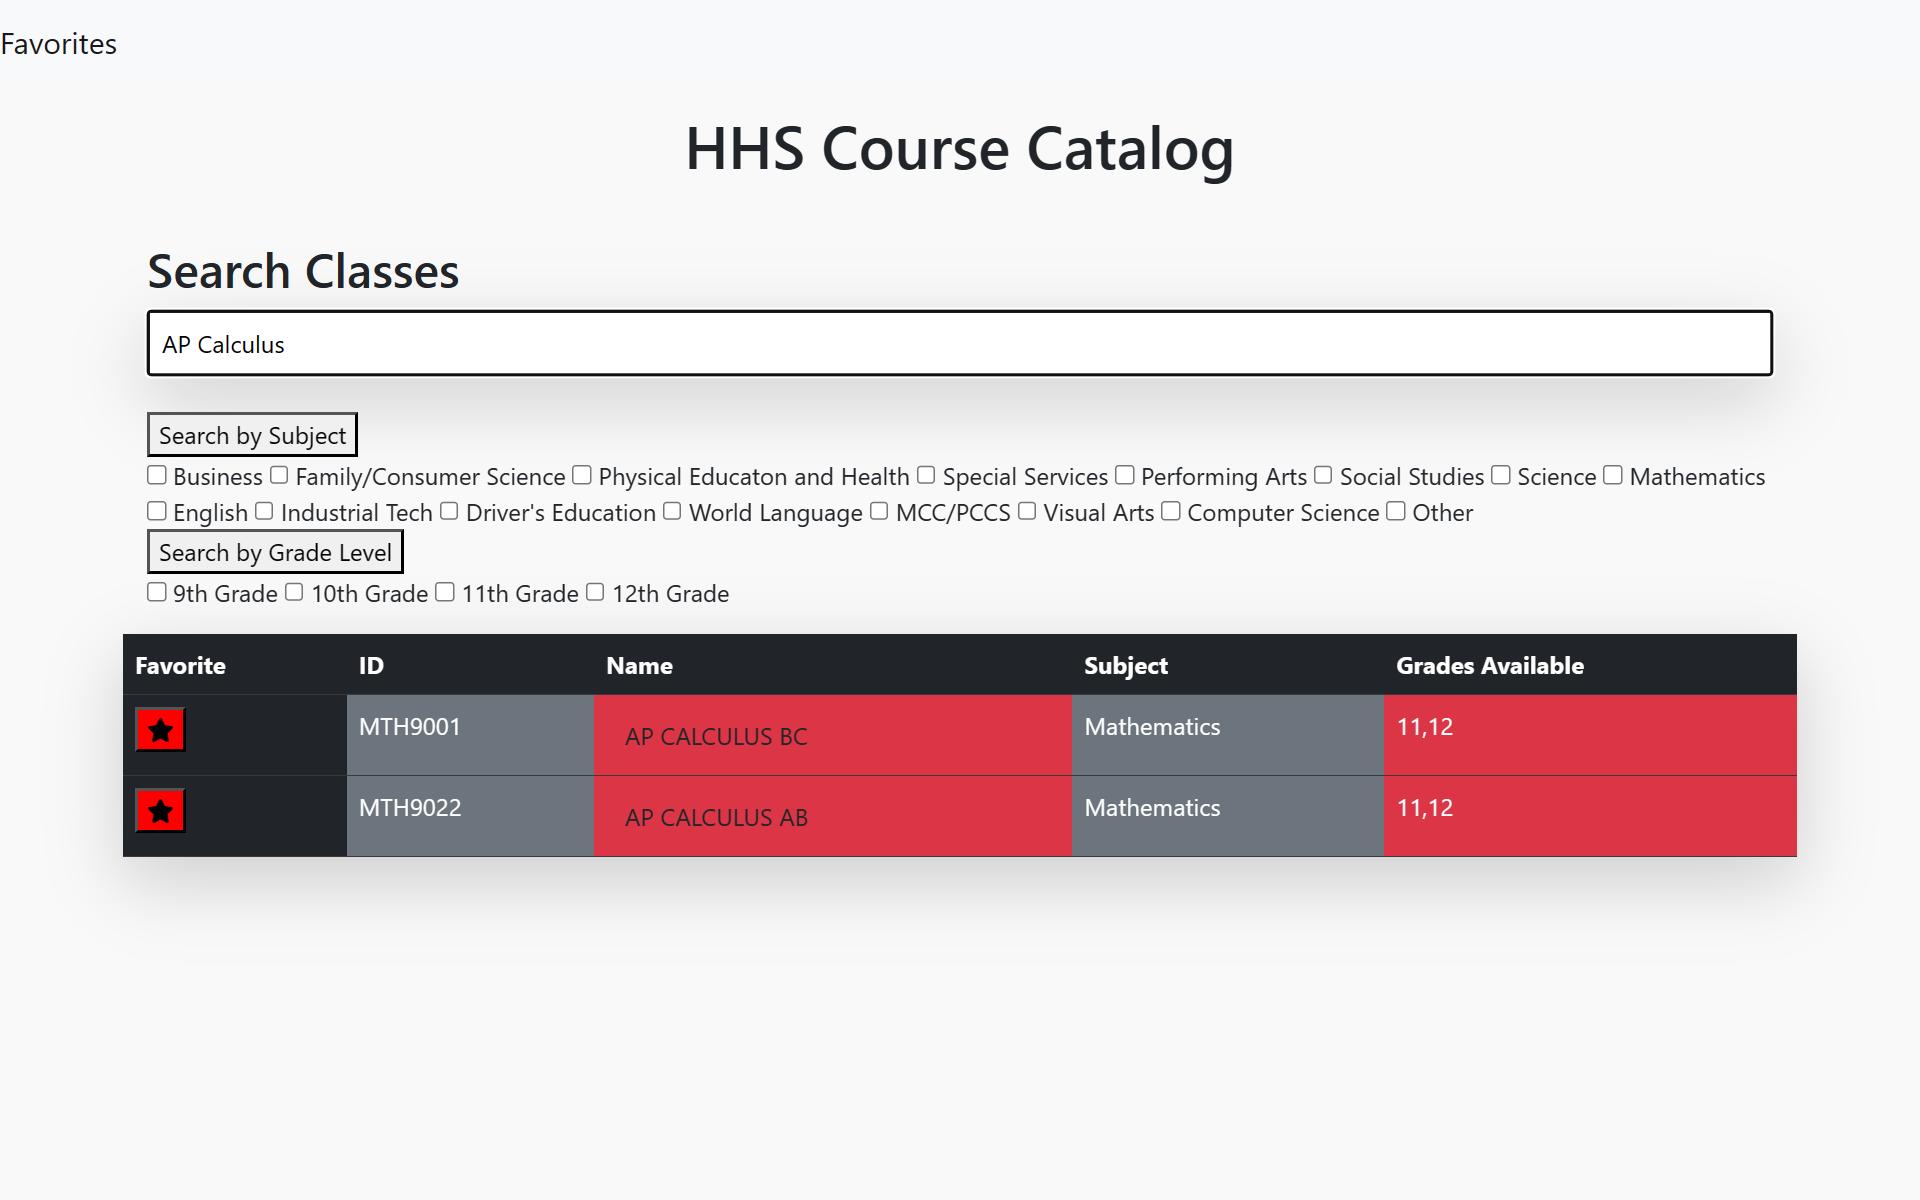 Favorites
HHS Course Catalog
Search Classes
AP Calculus
Search by Subject
Business Family/Consumer Science Physical Educaton and Health Special Services Performing Arts Social Studies Science Mathematics
English Industrial Tech Driver's Education World Language MCC/PCCS Visual Arts Computer Science Other
Search by Grade Level
9th Grade 10th Grade 11th Grade 12th Grade
Favorite ID Name Subject Grades Available
MTH9001 AP CALCULUS BC Mathematics 11,12
MTH9022 AP CALCULUS AB Mathematics 11,12